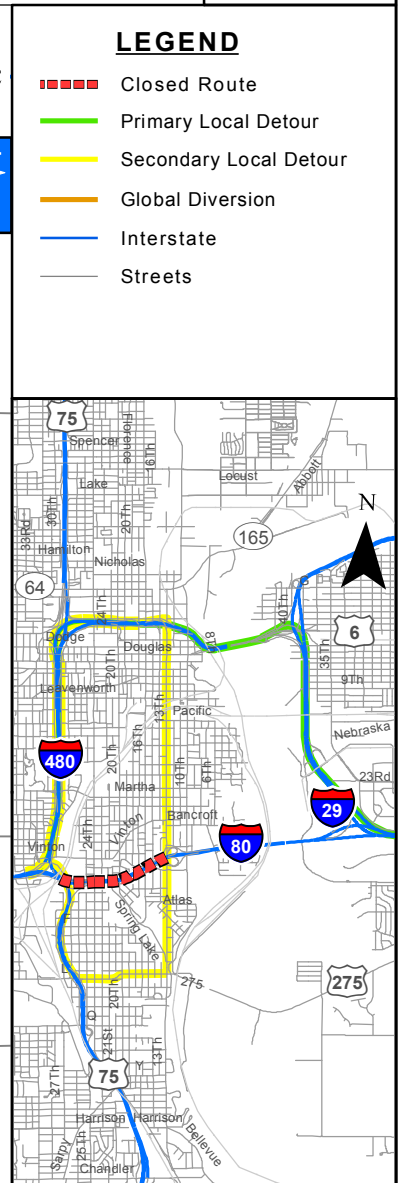 LEGEND
Closed Route
Primary Local Detour
Secondary Local Detour
Global Diversion
Interstate
Streets
75
Spencer
Florence
16Th
Lake
Locust
Abbott
30Th
33Rd
20Th
N
165
Hamilton
Nicholas
64
24Th
40Th
6
Dodge
8Th
Douglas
35Th
20Th
9Th
Leavenworth
13Th
Pacific
Nebraska
16Th
480
20Th
10Th
6Th
23Rd
Martha
29
Bancroft
24Th
Vinton
80
Vinton
Atlas
Spring Lake
275
275
20Th
21St
13Th
75
27Th
Harrison
Harrison
25Th
Bellevue
Sarpy
Chandler